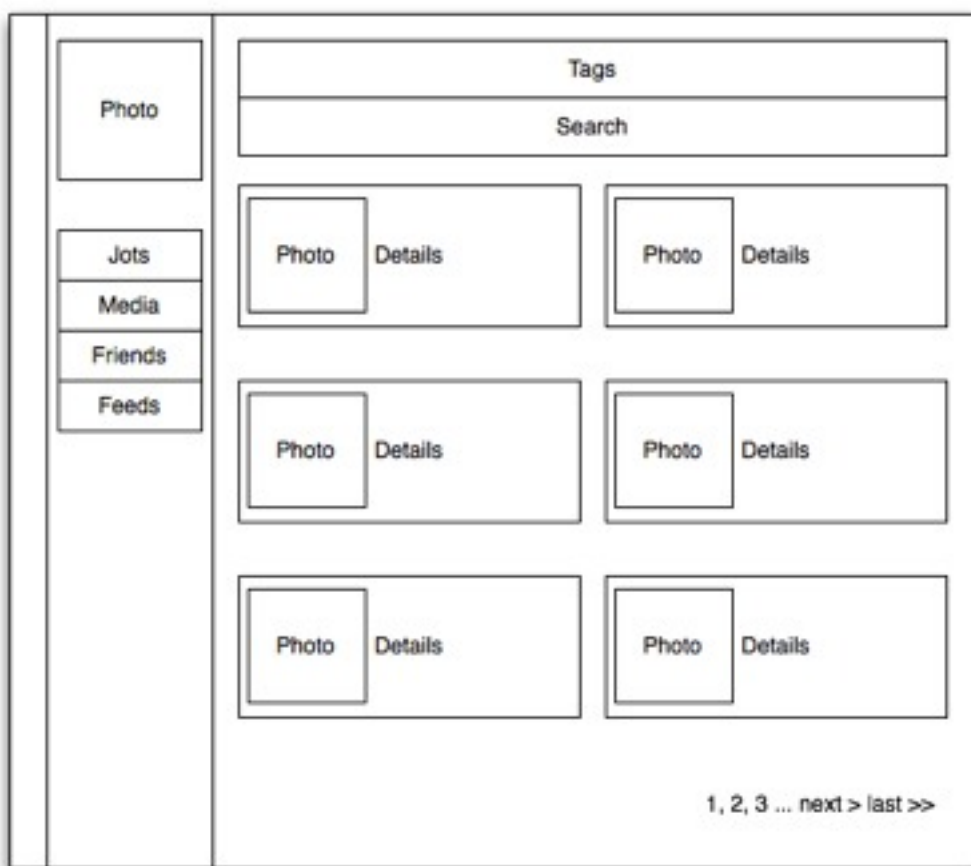 Photo
Jots
Media
Friends
Feeds
Tags
Search
Photo Details
Photo Details
Photo Details
Photo Details
Photo Details
Photo Details
1, 2, 3 ... next > last >>